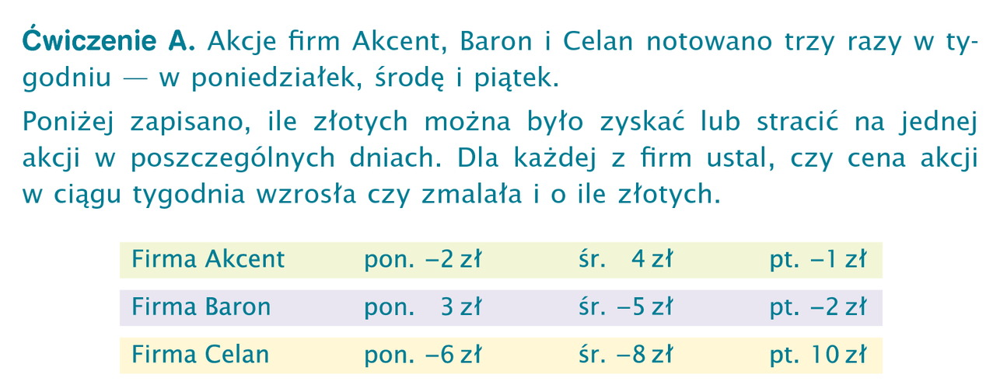 Ćwiczenie A. Akcje firm Akcent, Baron i Celan notowano trzy razy w ty-
godniu — w poniedziałek, środę i piątek.
Poniżej zapisano, ile złotych można było zyskać lub stracić na jednej
akcji w poszczególnych dniach. Dla każdej z firm ustal, czy cena akcji
w ciągu tygodnia wzrosła czy zmalała i o ile złotych.
Firma Akcent pon. −2 zł śr. 4 zł pt. −1 zł
Firma Baron pon. 3 zł śr. −5 zł pt. −2 zł
Firma Celan pon. −6 zł śr. −8 zł pt. 10 zł